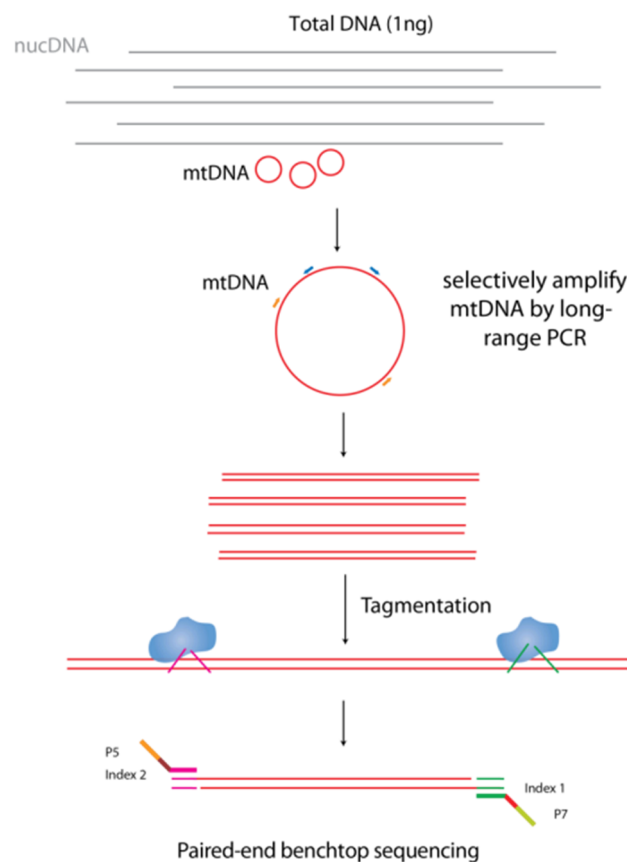 Total DNA (1ng)
nucDNA
mtDNA
mtDNA
selectively amplify
mtDNA by long-
range PCR
Tagmentation
P5
Index 2
Index 1
P7
Paired-end benchtop sequencing